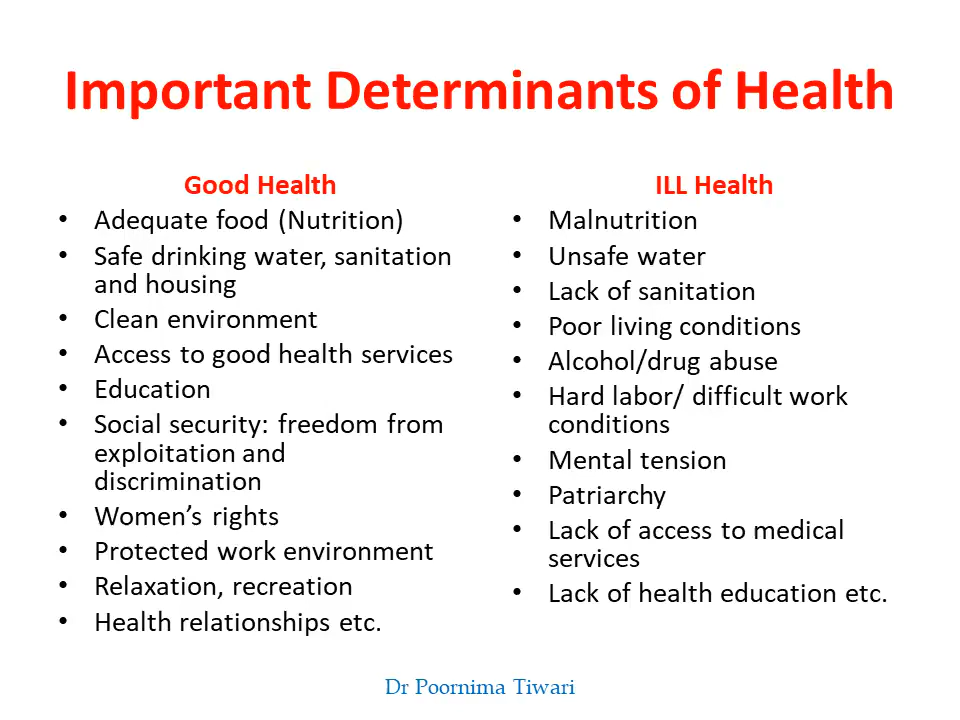 Important Determinants of Health
Good Health
• Adequate food (Nutrition)
• Safe drinking water, sanitation
and housing
• Clean environment
• Access to good health services
• Education
• Social security: freedom from
exploitation and
discrimination
• Women’s rights
• Protected work environment
• Relaxation, recreation
• Health relationships etc.
ILL Health
• Malnutrition
• Unsafe water
• Lack of sanitation
• Poor living conditions
• Alcohol/drug abuse
• Hard labor/ difficult work
conditions
• Mental tension
• Patriarchy
• Lack of access to medical
services
• Lack of health education etc.
Dr Poornima Tiwari